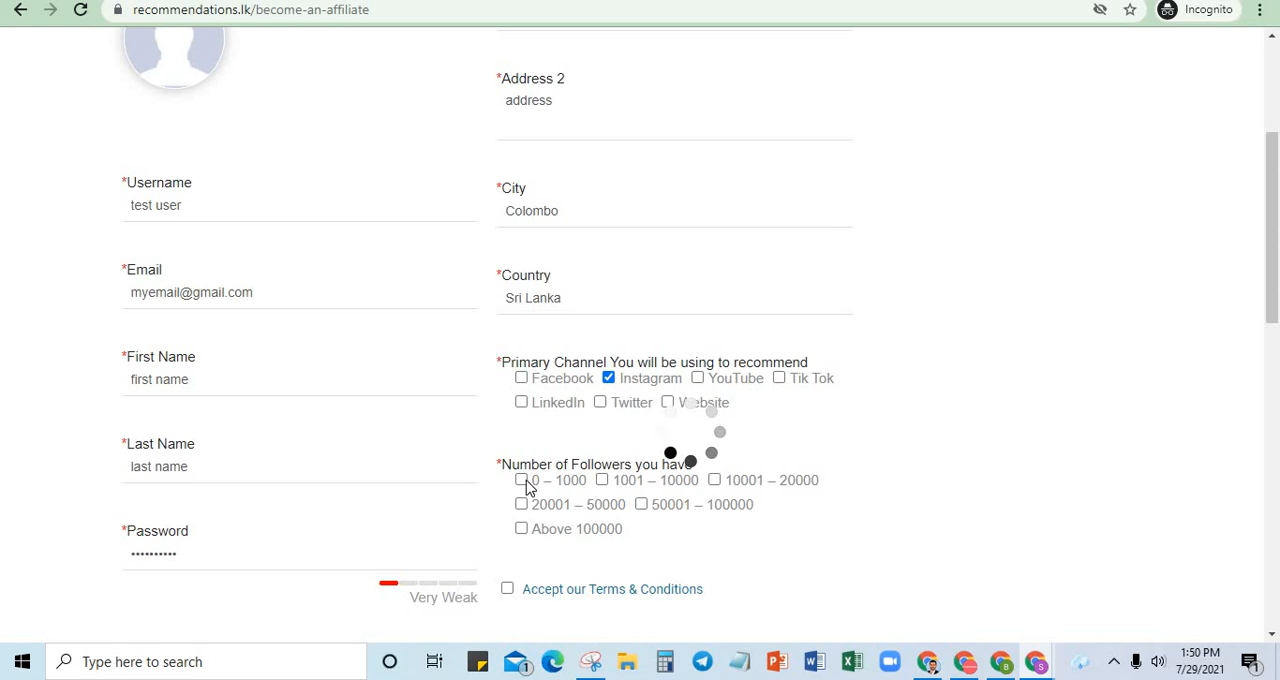 recommendations.lk/become-an-affiliate
Incognito
*Address 2
address
*Username
test user
*City
Colombo
*Email
myemail@gmail.com
*Country
Sri Lanka
*First Name
first name
*Primary Channel You will be using to recommend
Facebook Instagram YouTube Tik Tok
LinkedIn Twitter Website
*Last Name
last name
*Number of Followers you have
0 – 1000 1001 – 10000 10001 – 20000
20001 – 50000 50001 – 100000
Above 100000
*Password
••••••••••
Very Weak
Accept our Terms & Conditions
Type here to search
1
1:50 PM
7/29/2021
1